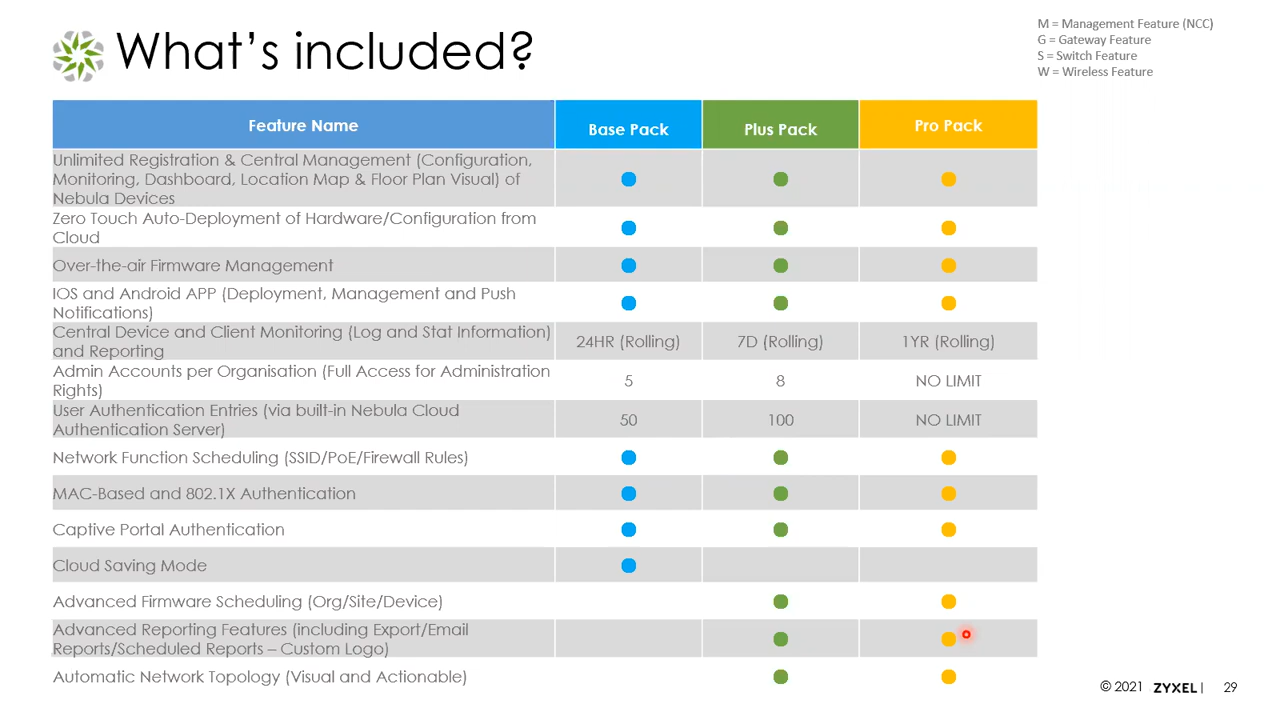 What's included?
M = Management Feature (NCC)
G = Gateway Feature
S = Switch Feature
W = Wireless Feature
Feature Name
Base Pack
Plus Pack
Pro Pack
Unlimited Registration & Central Management (Configuration,
Monitoring, Dashboard, Location Map & Floor Plan Visual) of
Nebula Devices
Zero Touch Auto-Deployment of Hardware/Configuration from
Cloud
Over-the-air Firmware Management
IOS and Android APP (Deployment, Management and Push
Notifications)
Central Device and Client Monitoring (Log and Stat Information)
and Reporting
24HR (Rolling)
7D (Rolling)
1YR (Rolling)
Admin Accounts per Organisation (Full Access for Administration
Rights)
5
8
NO LIMIT
User Authentication Entries (via built-in Nebula Cloud
Authentication Server)
50
100
NO LIMIT
Network Function Scheduling (SSID/PoE/Firewall Rules)
MAC-Based and 802.1X Authentication
Captive Portal Authentication
Cloud Saving Mode
Advanced Firmware Scheduling (Org/Site/Device)
Advanced Reporting Features (including Export/Email
Reports/Scheduled Reports – Custom Logo)
Automatic Network Topology (Visual and Actionable)
© 2021 ZYXEL | 29